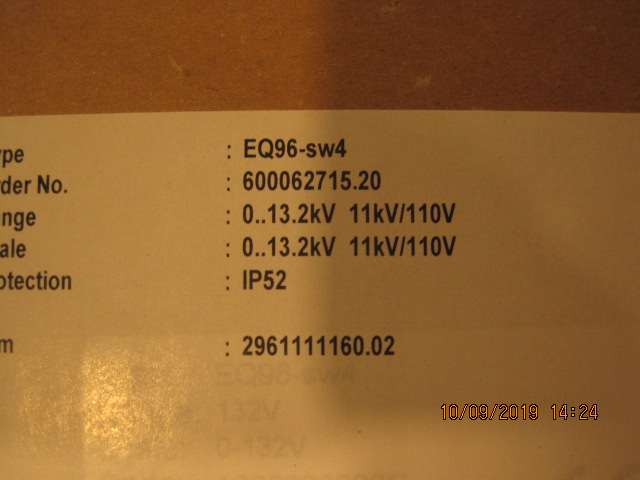 ype : EQ96-sw4
rder No. : 600062715.20
nge : 0..13.2kV 11kV/110V
ale : 0..13.2kV 11kV/110V
otection : IP52
m : 2961111160.02
EQ96-sw4
132V
0-132V
10/09/2019 14:24